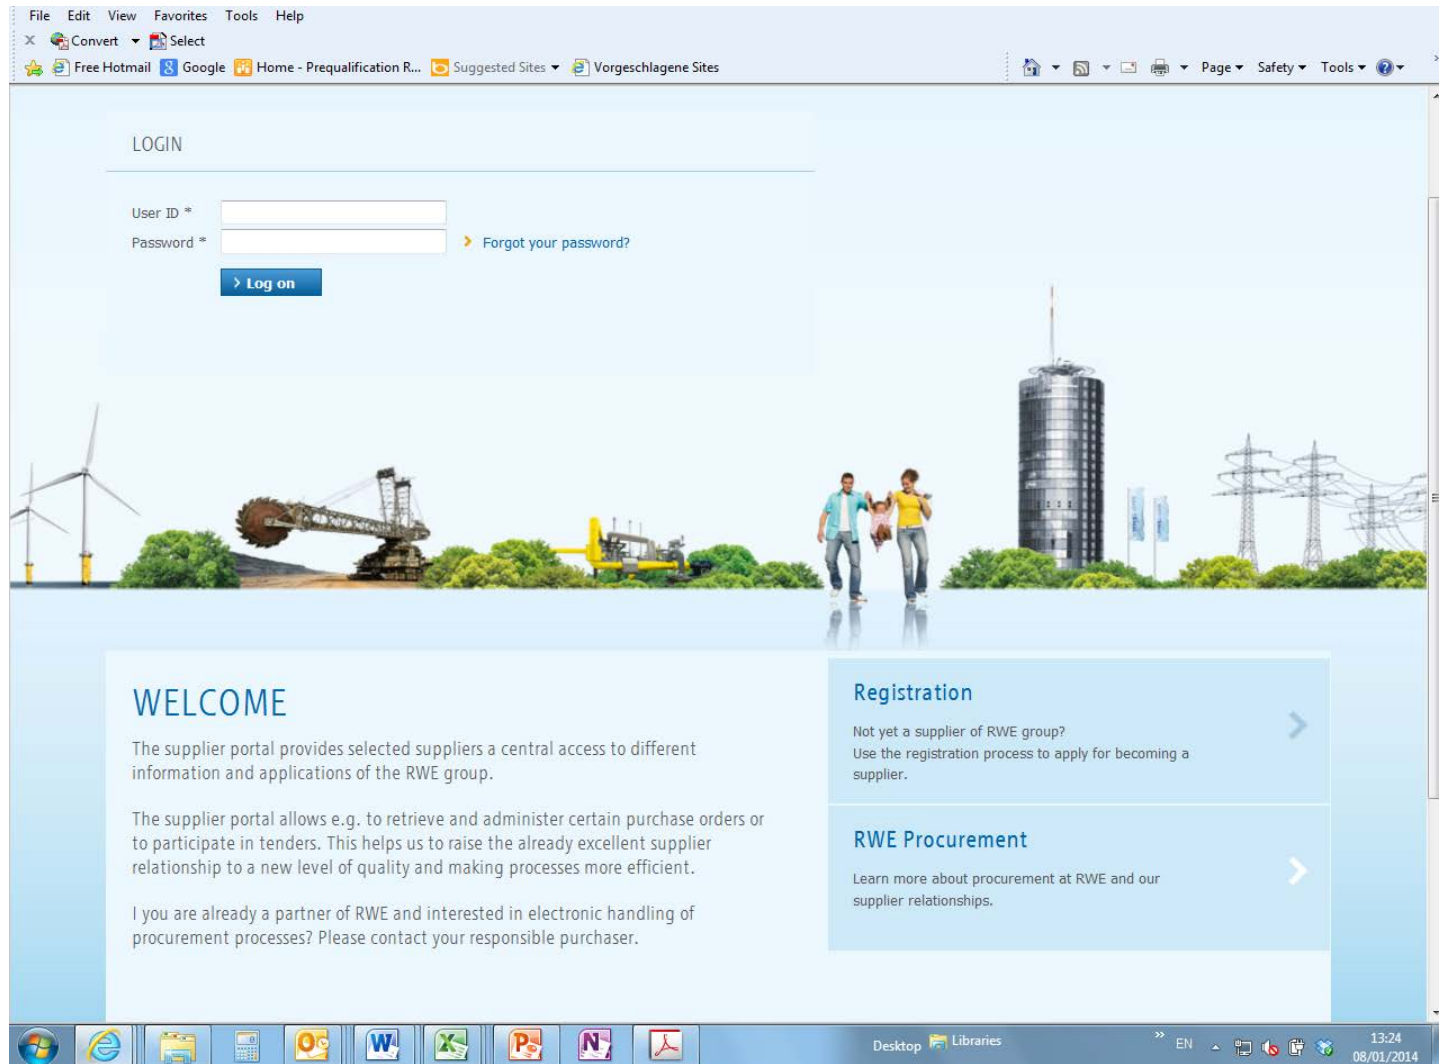 File Edit View Favorites Tools Help
x Convert Select
Free Hotmail Google Home - Prequalification R... Suggested Sites Vorgeschlagene Sites Page Safety Tools
LOGIN
User ID *
Password * Forgot your password?
> Log on
WELCOME
The supplier portal provides selected suppliers a central access to different
information and applications of the RWE group.
The supplier portal allows e.g. to retrieve and administer certain purchase orders or
to participate in tenders. This helps us to raise the already excellent supplier
relationship to a new level of quality and making processes more efficient.
I you are already a partner of RWE and interested in electronic handling of
procurement processes? Please contact your responsible purchaser.
Registration
Not yet a supplier of RWE group?
Use the registration process to apply for becoming a
supplier.
RWE Procurement
Learn more about procurement at RWE and our
supplier relationships.
Desktop Libraries » EN 13:24
08/01/2014